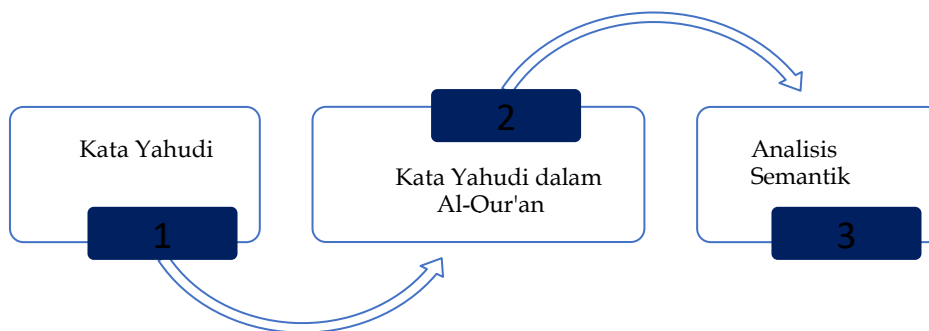 Kata Yahudi
1
2
Kata Yahudi dalam
Al-Our'an
Analisis
Semantik
3